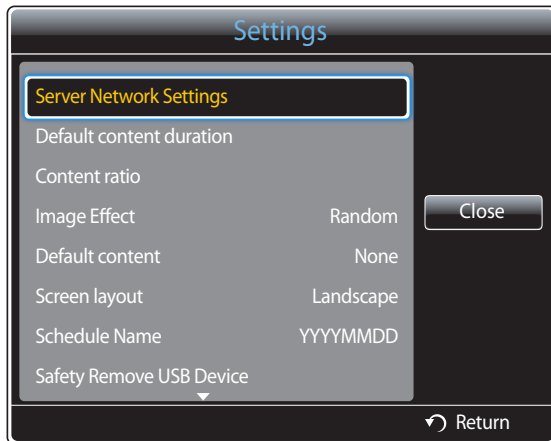 Settings
Server Network Settings
Default content duration
Content ratio
Image Effect Random
Close
Default content None
Screen layout Landscape
Schedule Name YYYYMMDD
Safety Remove USB Device
Return